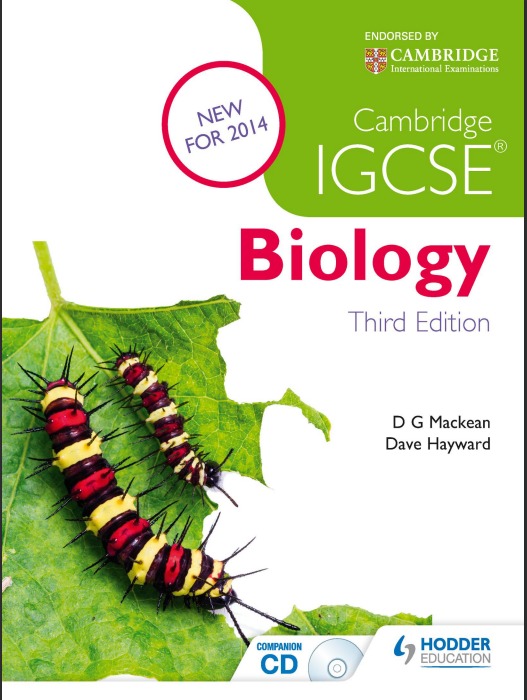 ENDORSED BY
CAMBRIDGE
International Examinations
NEW
FOR 2014
Cambridge
IGCSE®
Biology
Third Edition
D G Mackean
Dave Hayward
COMPANION
CD
HODDER
EDUCATION